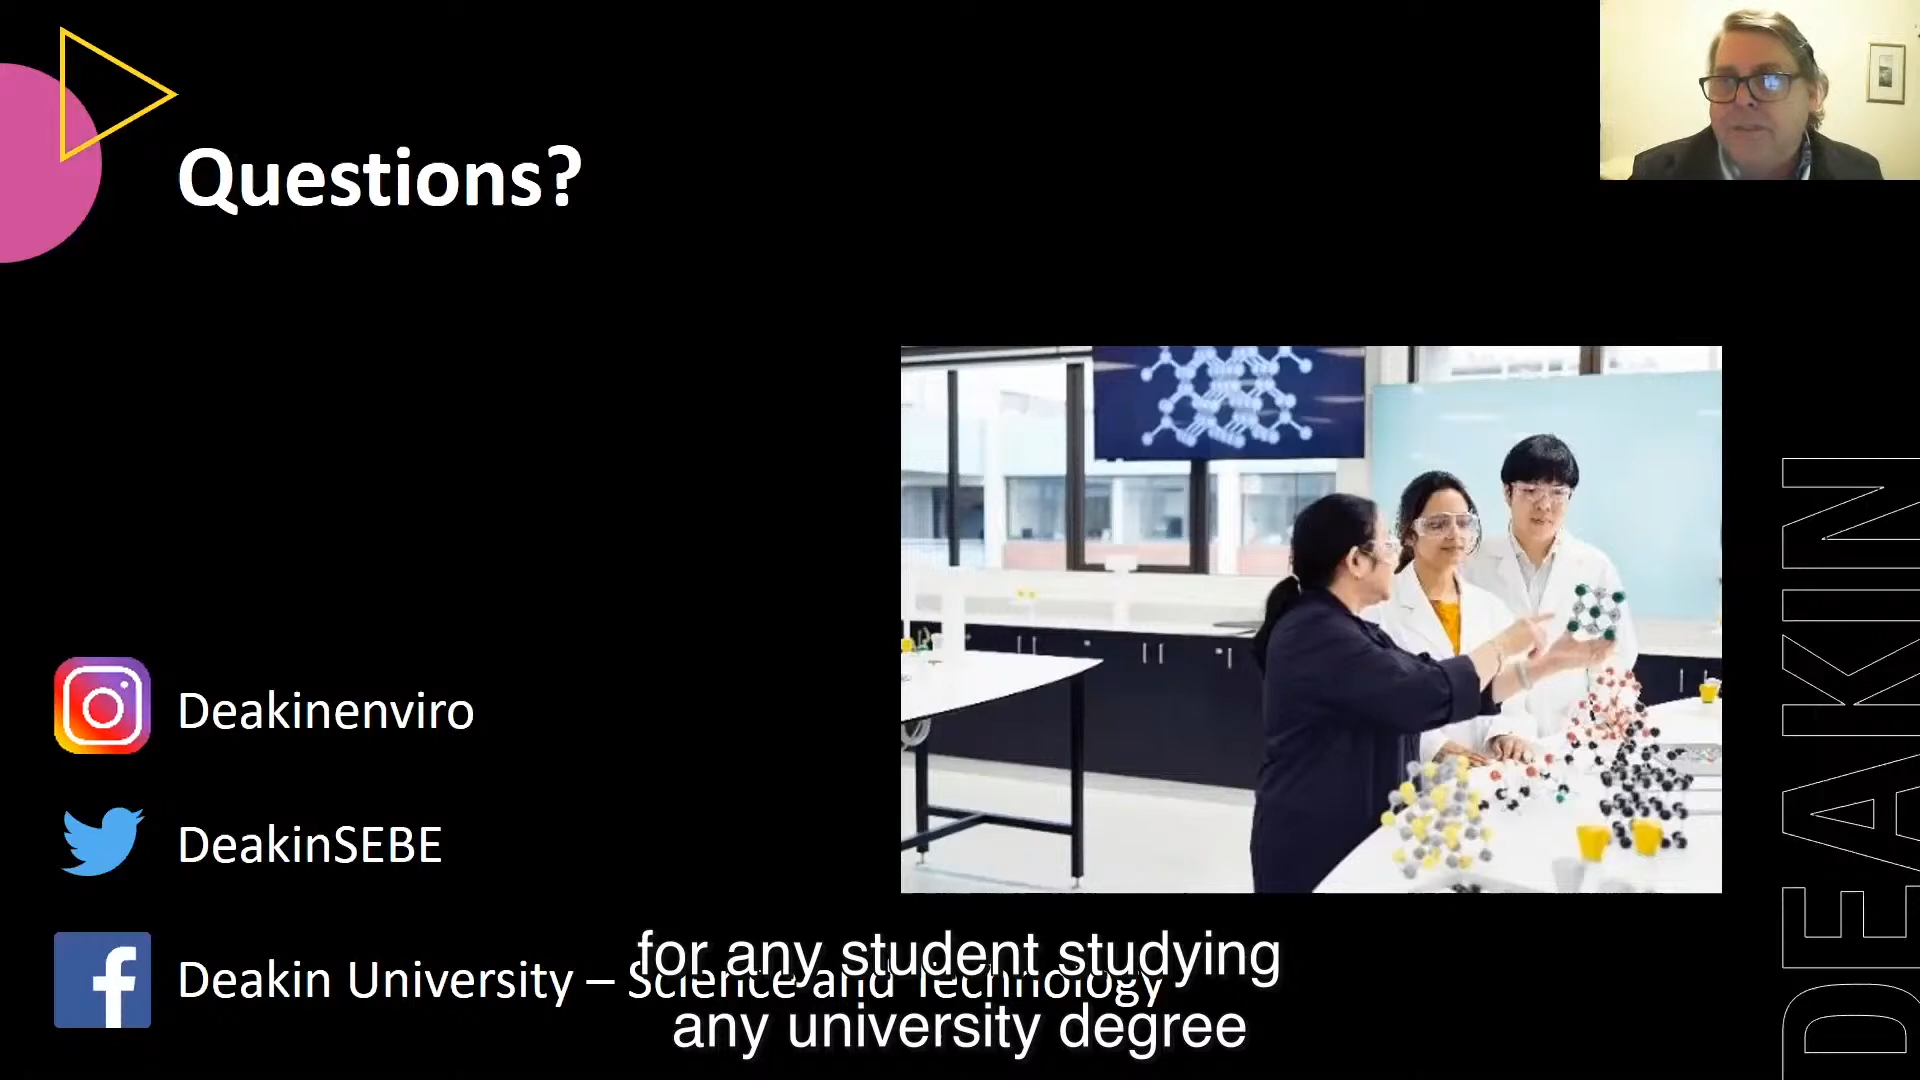 Questions?
Deakinenviro
DeakinSEBE
Deakin University – Science and Technology
for any student studying
any university degree
DEAKIN